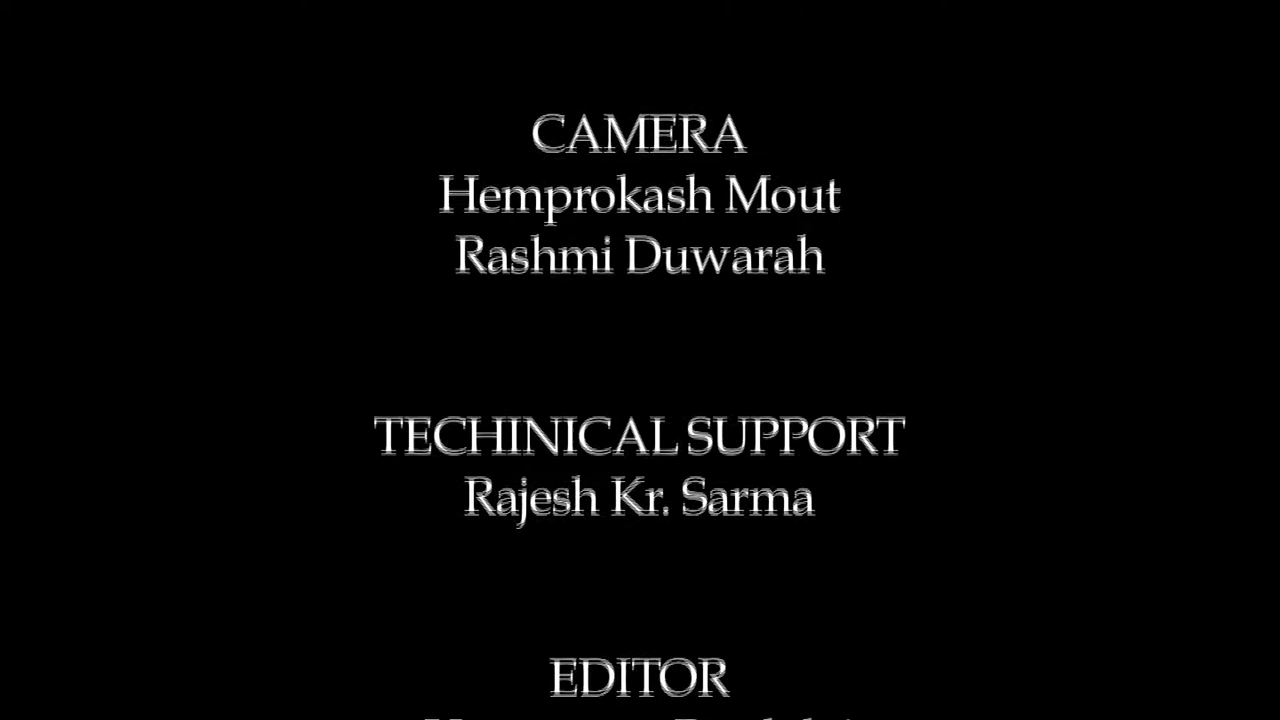 CAMERA
Hemprokash Mout
Rashmi Duwarah
TECHINICAL SUPPORT
Rajesh Kr. Sarma
EDITOR